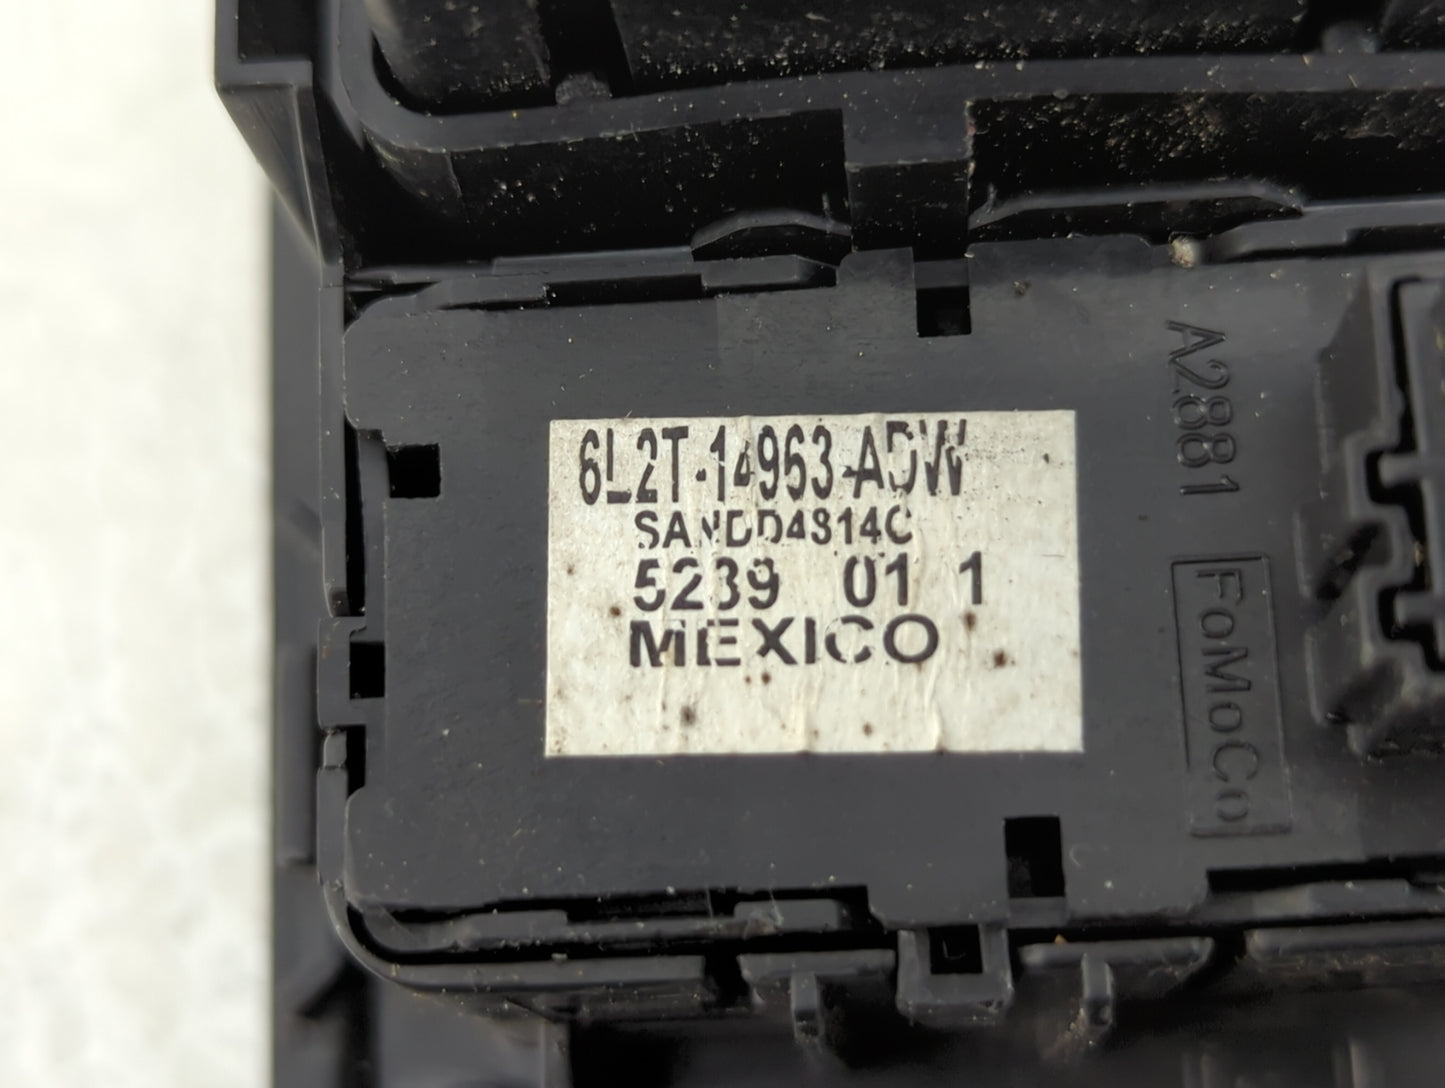 6L2T-14963-ADW
SANDD4814C
5239 01 1
MEXICO
A2881
FoMoCo